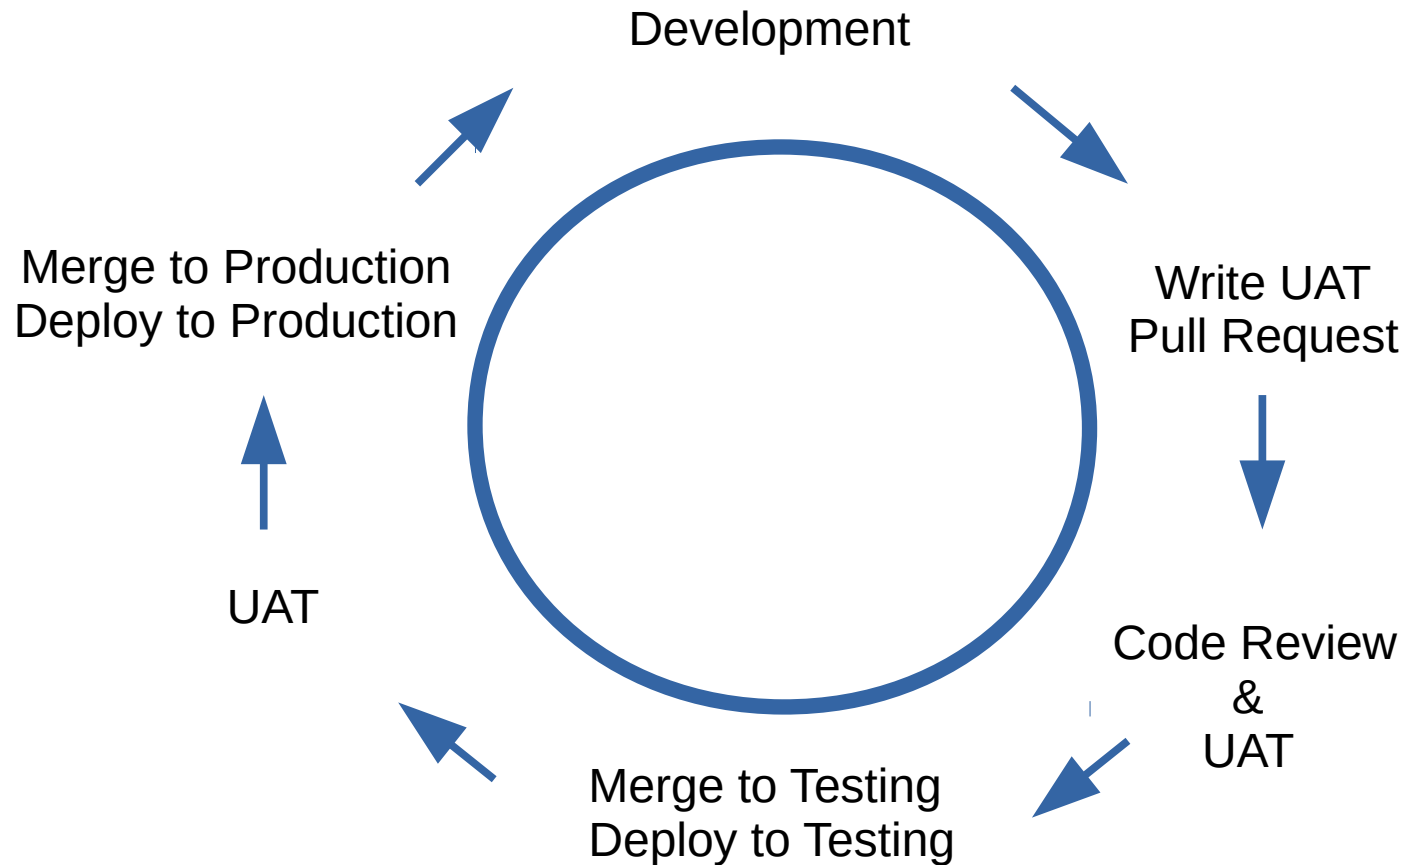 Development
Write UAT
Pull Request
Code Review
&
UAT
Merge to Testing
Deploy to Testing
UAT
Merge to Production
Deploy to Production